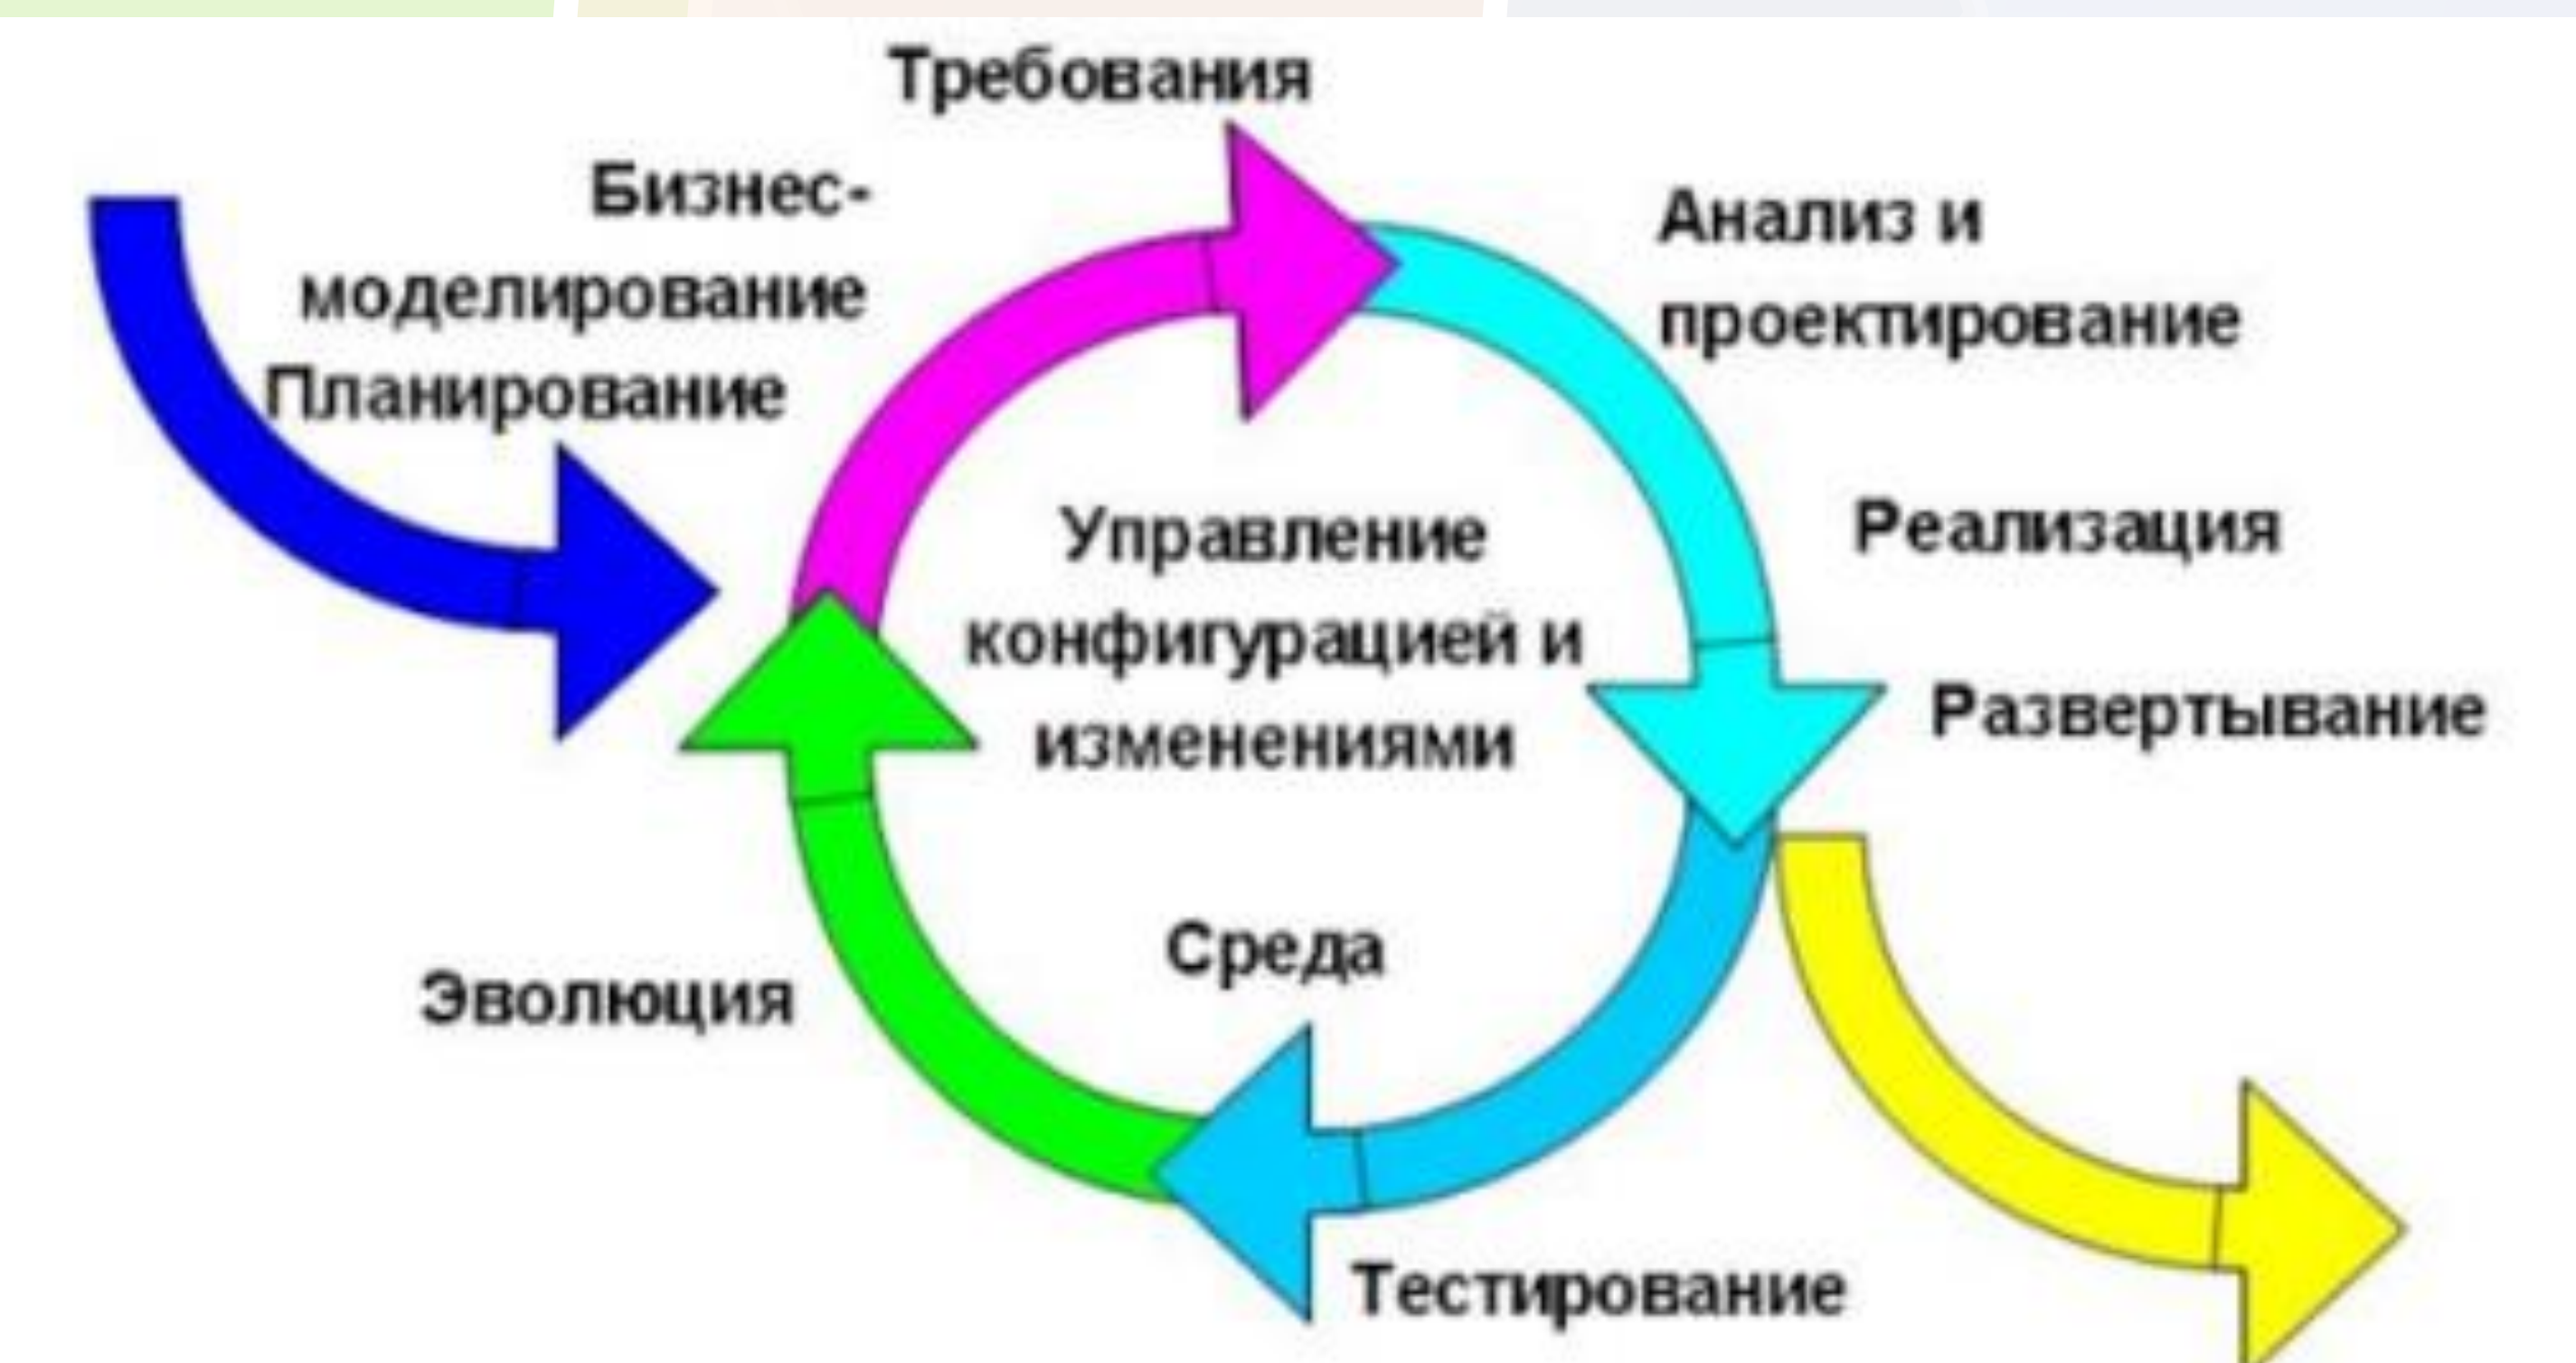 Требования
Бизнес-
моделирование
Планирование
Анализ и
проектирование
Реализация
Развертывание
Управление
конфигурацией и
изменениями
Среда
Эволюция
Тестирование